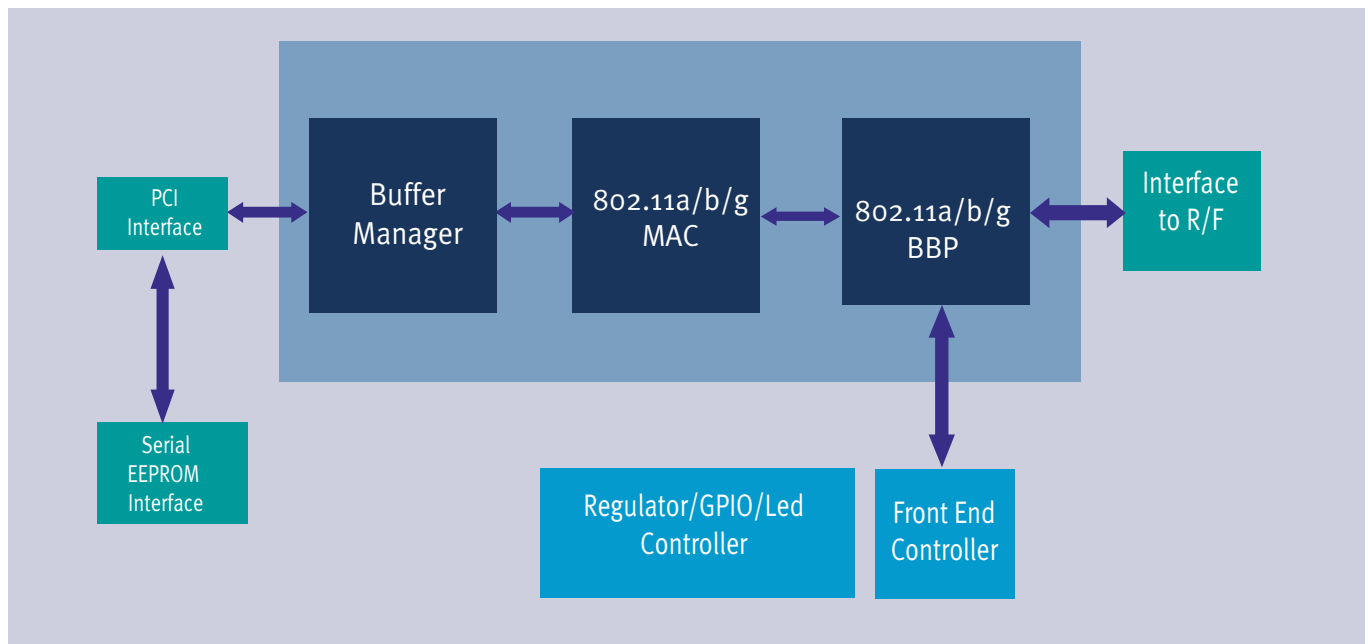 PCI
Interface
Buffer
Manager
802.11a/b/g
MAC
802.11a/b/g
BBP
Interface
to R/F
Serial
EEPROM
Interface
Regulator/GPIO/Led
Controller
Front End
Controller